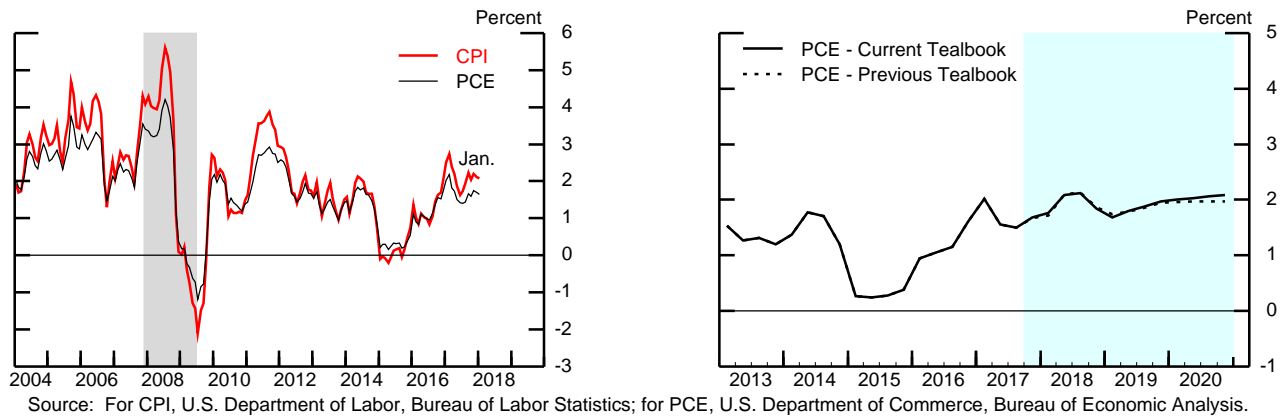 Percent
6
5
4
3
2
1
0
-1
-2
-3
CPI
PCE
Jan.
2004 2006 2008 2010 2012 2014 2016 2018
Percent
5
4
3
2
1
0
-1
PCE - Current Tealbook
PCE - Previous Tealbook
2013 2014 2015 2016 2017 2018 2019 2020
Source: For CPI, U.S. Department of Labor, Bureau of Labor Statistics; for PCE, U.S. Department of Commerce, Bureau of Economic Analysis.